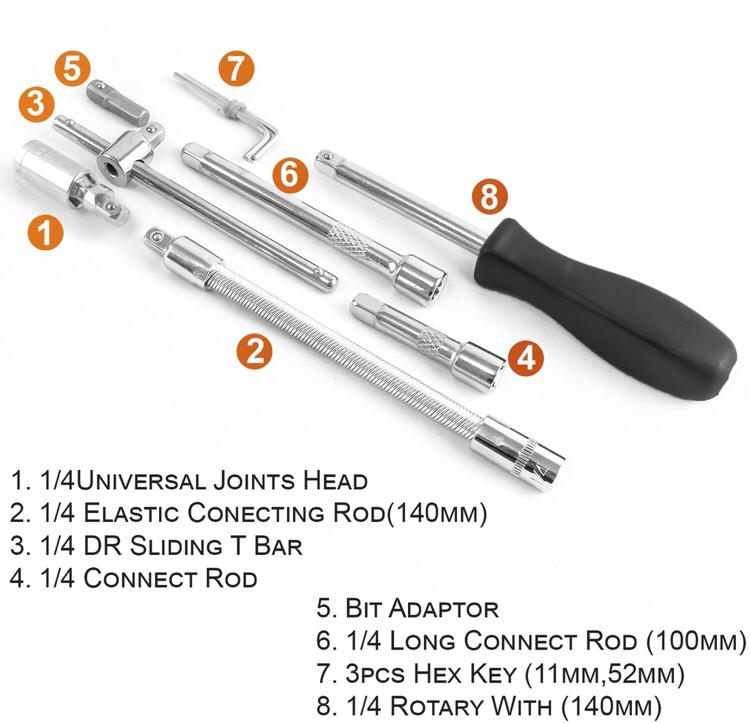 5
7
3
6
8
1
2
4
1/4
1. 1/4UNIVERSAL JOINTS HEAD
2. 1/4 ELASTIC CONECTING ROD(140MM)
3. 1/4 DR SLIDING T BAR
4. 1/4 CONNECT ROD
5. BIT ADAPTOR
6. 1/4 LONG CONNECT ROD (100MM)
7. 3PCS HEX KEY (11MM,52MM)
8. 1/4 ROTARY WITH (140MM)